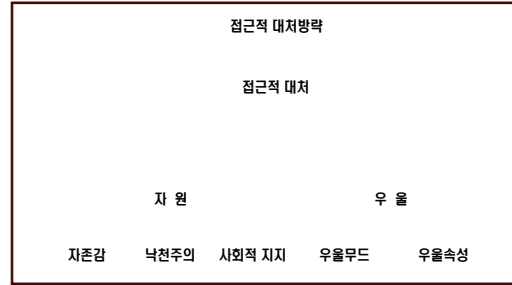 접근적 대처방략
접근적 대처
자 원 우 울
자존감 낙천주의 사회적 지지 우울무드 우울속성